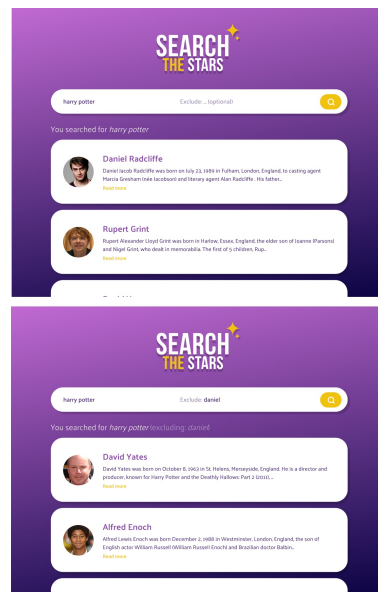 SEARCH
THE STARS
harry potter Exclude: ... (optional)
You searched for harry potter
Daniel Radcliffe
Daniel Jacob Radcliffe was born on July 23, 1989 in Fulham, London, England, to casting agent
Marcia Gresham (née Jacobson) and literary agent Alan Radcliffe . His father...
Read more
Rupert Grint
Rupert Alexander Lloyd Grint was born in Harlow, Essex, England, the elder son of Joanne (Parsons)
and Nigel Grint, who dealt in memorabilia. The first of 5 children, Rup...
Read more
SEARCH
THE STARS
harry potter Exclude: daniel
You searched for harry potter (excluding: daniel)
David Yates
David Yates was born on October 8, 1963 in St. Helens, Merseyside, England. He is a director and
producer, known for Harry Potter and the Deathly Hallows: Part 2 (2011),...
Read more
Alfred Enoch
Alfred Lewis Enoch was born December 2, 1988 in Westminster, London, England, the son of
English actor William Russell (William Russell Enoch) and Brazilian doctor Balbin...
Read more